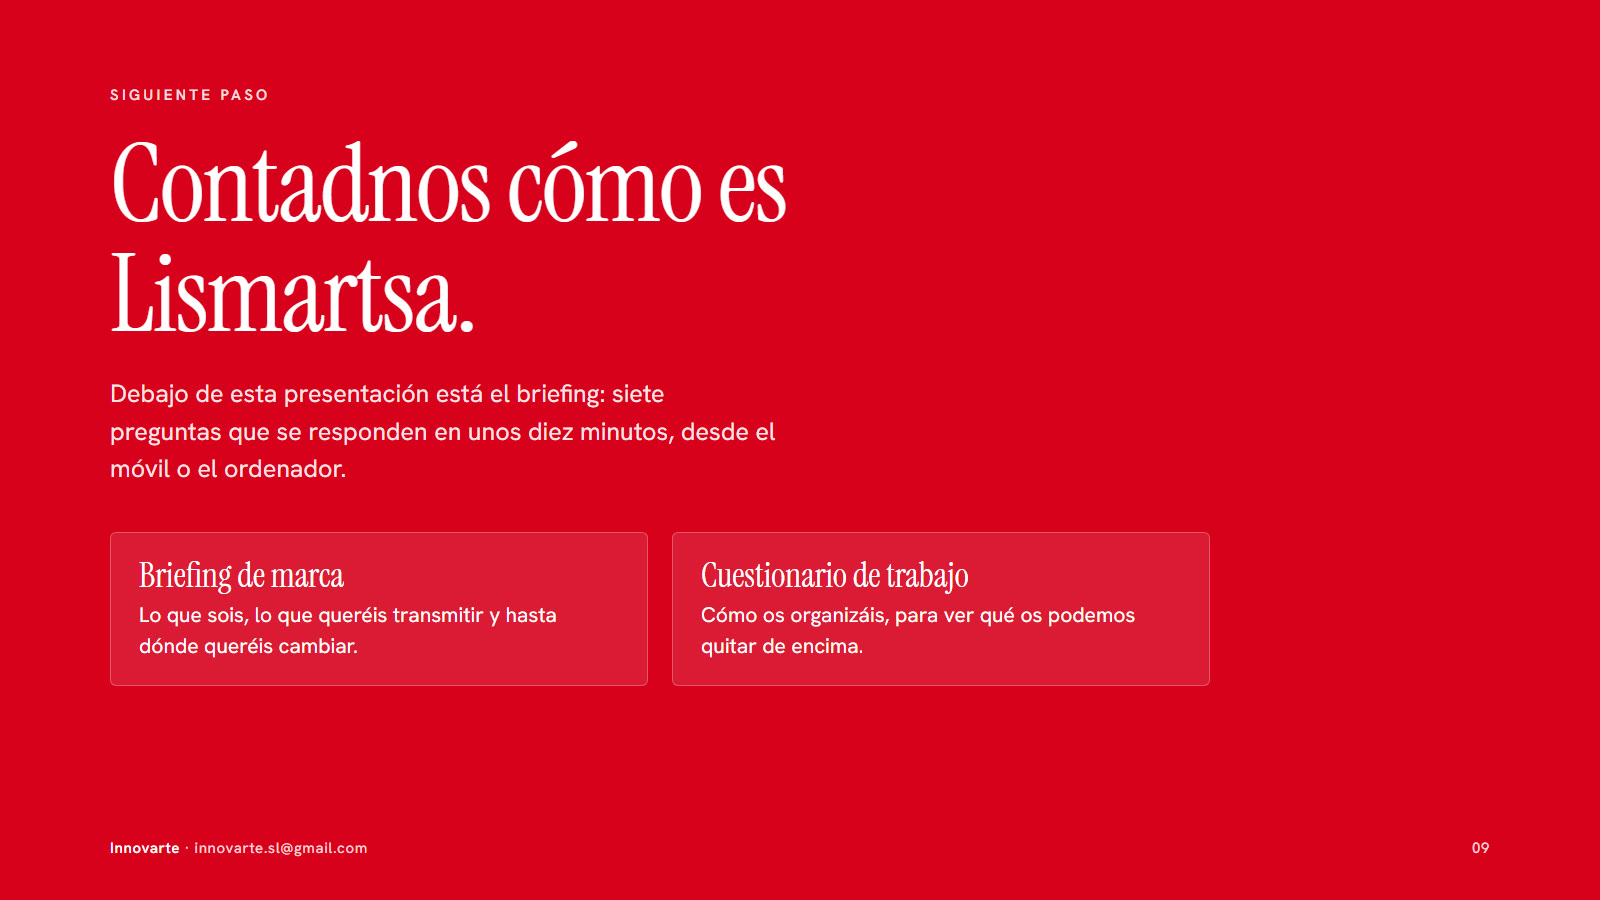 SIGUIENTE PASO
Contadnos cómo es
Lismartsa.
Debajo de esta presentación está el briefing: siete
preguntas que se responden en unos diez minutos, desde el
móvil o el ordenador.
Briefing de marca
Lo que sois, lo que queréis transmitir y hasta
dónde queréis cambiar.
Cuestionario de trabajo
Cómo os organizáis, para ver qué os podemos
quitar de encima.
Innovarte · innovarte.sl@gmail.com
09